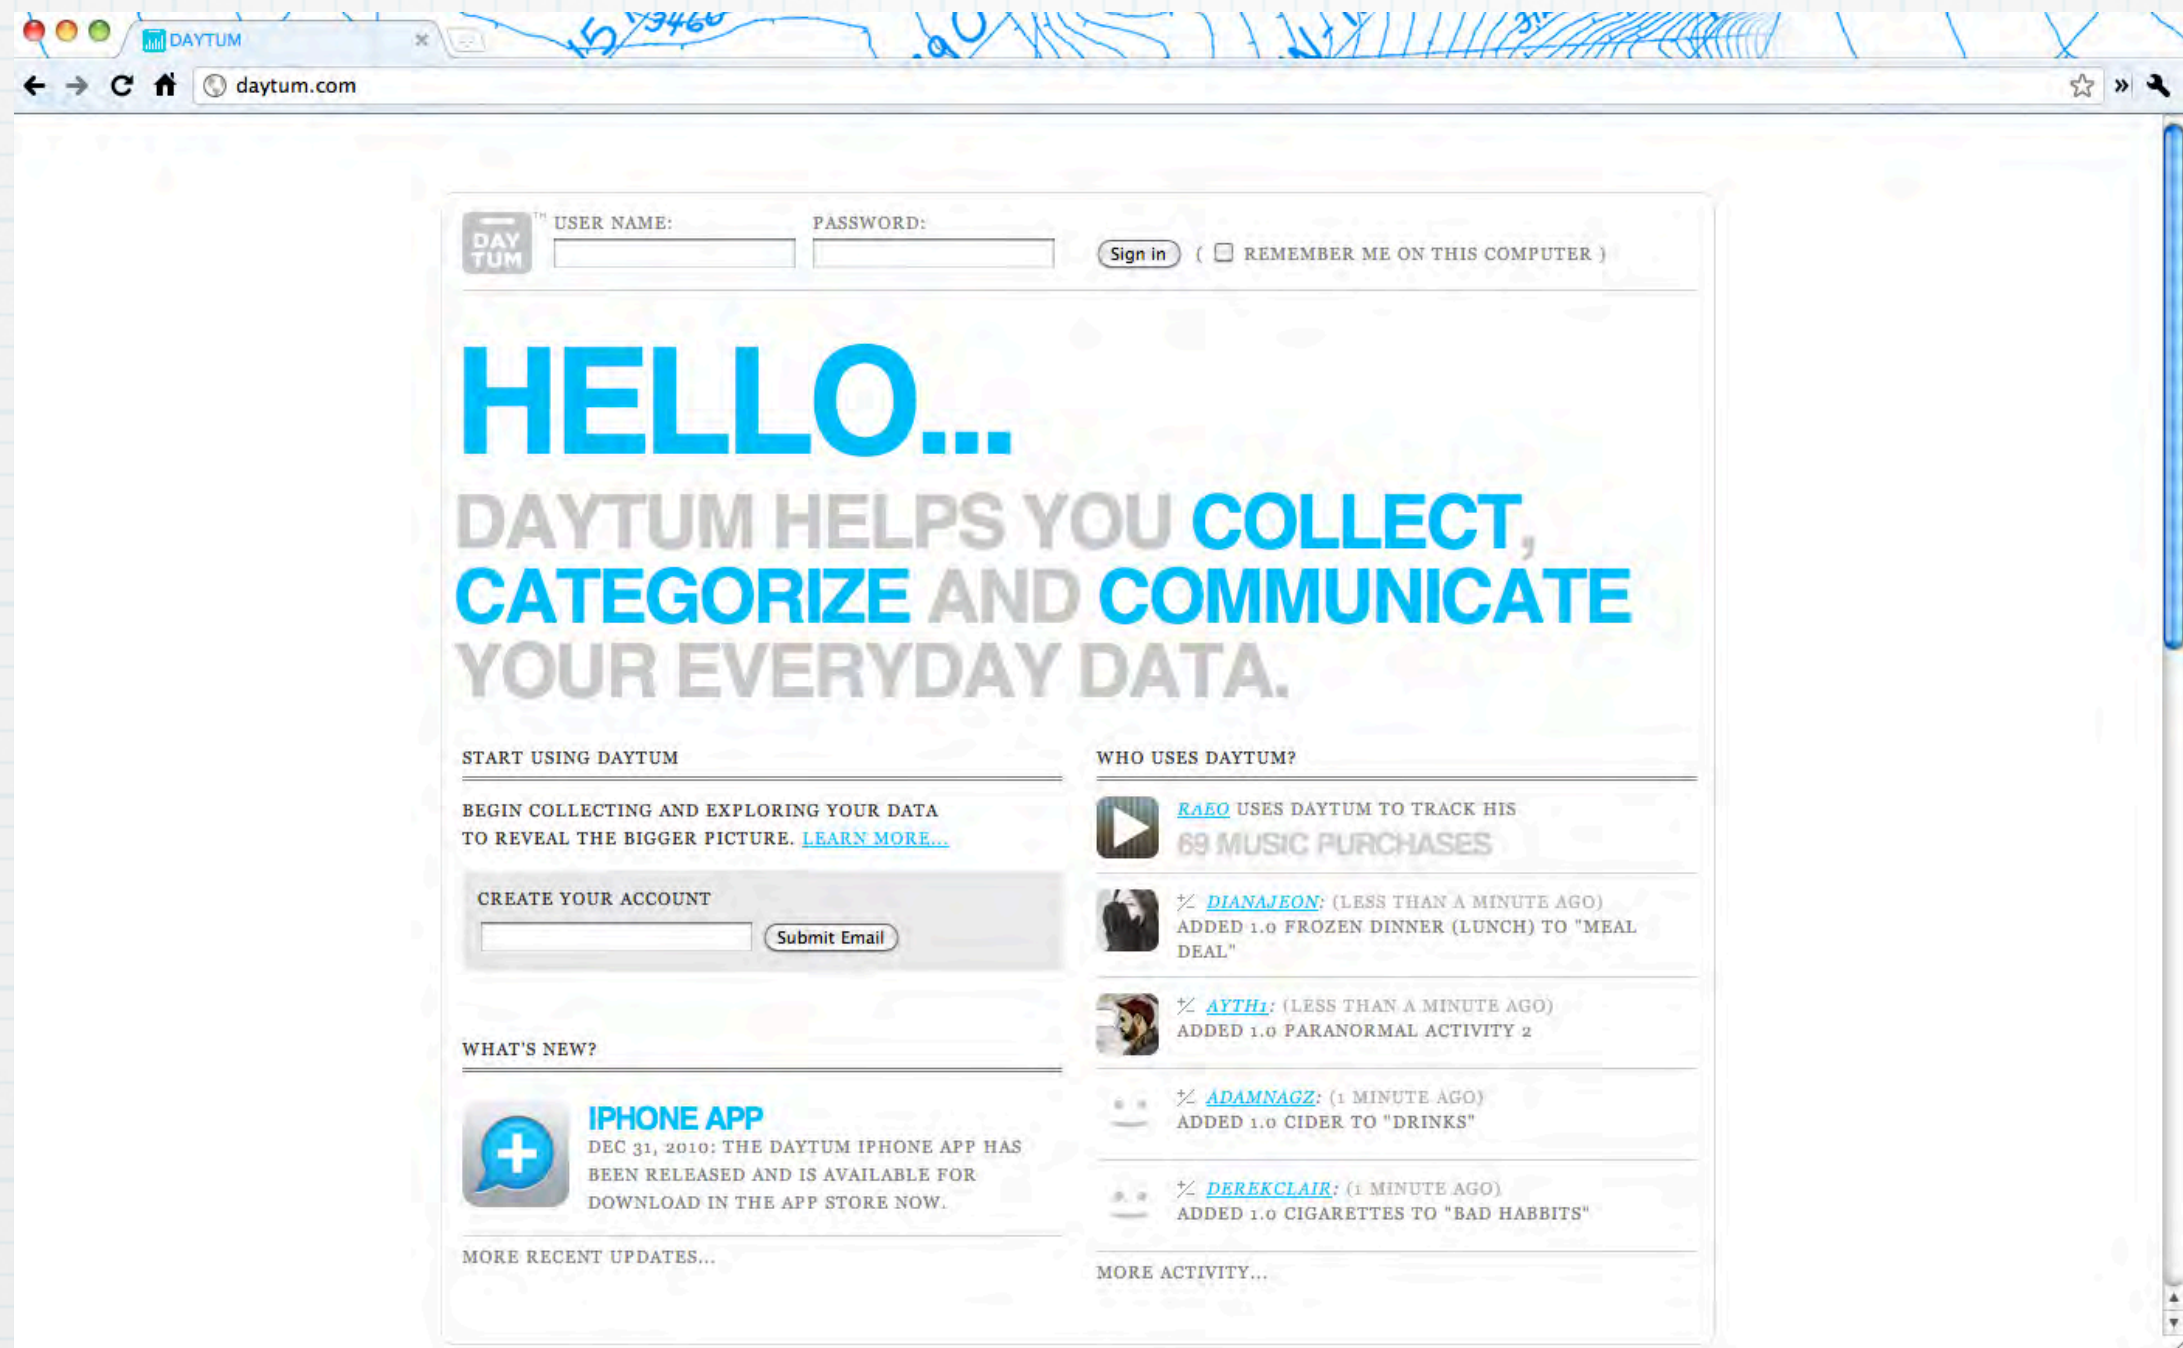 DAYTUM
daytum.com
DAY
TUM
TM
USER NAME:
PASSWORD:
Sign in
( REMEMBER ME ON THIS COMPUTER )
HELLO...
DAYTUM HELPS YOU COLLECT,
CATEGORIZE AND COMMUNICATE
YOUR EVERYDAY DATA.
START USING DAYTUM
BEGIN COLLECTING AND EXPLORING YOUR DATA
TO REVEAL THE BIGGER PICTURE. LEARN MORE...
CREATE YOUR ACCOUNT
Submit Email
WHAT'S NEW?
IPHONE APP
DEC 31, 2010: THE DAYTUM IPHONE APP HAS
BEEN RELEASED AND IS AVAILABLE FOR
DOWNLOAD IN THE APP STORE NOW.
MORE RECENT UPDATES...
WHO USES DAYTUM?
RAEO USES DAYTUM TO TRACK HIS
69 MUSIC PURCHASES
+/- DIANAJEON: (LESS THAN A MINUTE AGO)
ADDED 1.0 FROZEN DINNER (LUNCH) TO "MEAL
DEAL"
+/- AYTH1: (LESS THAN A MINUTE AGO)
ADDED 1.0 PARANORMAL ACTIVITY 2
+/- ADAMNAGZ: (1 MINUTE AGO)
ADDED 1.0 CIDER TO "DRINKS"
+/- DEREKCLAIR: (1 MINUTE AGO)
ADDED 1.0 CIGARETTES TO "BAD HABBITS"
MORE ACTIVITY...